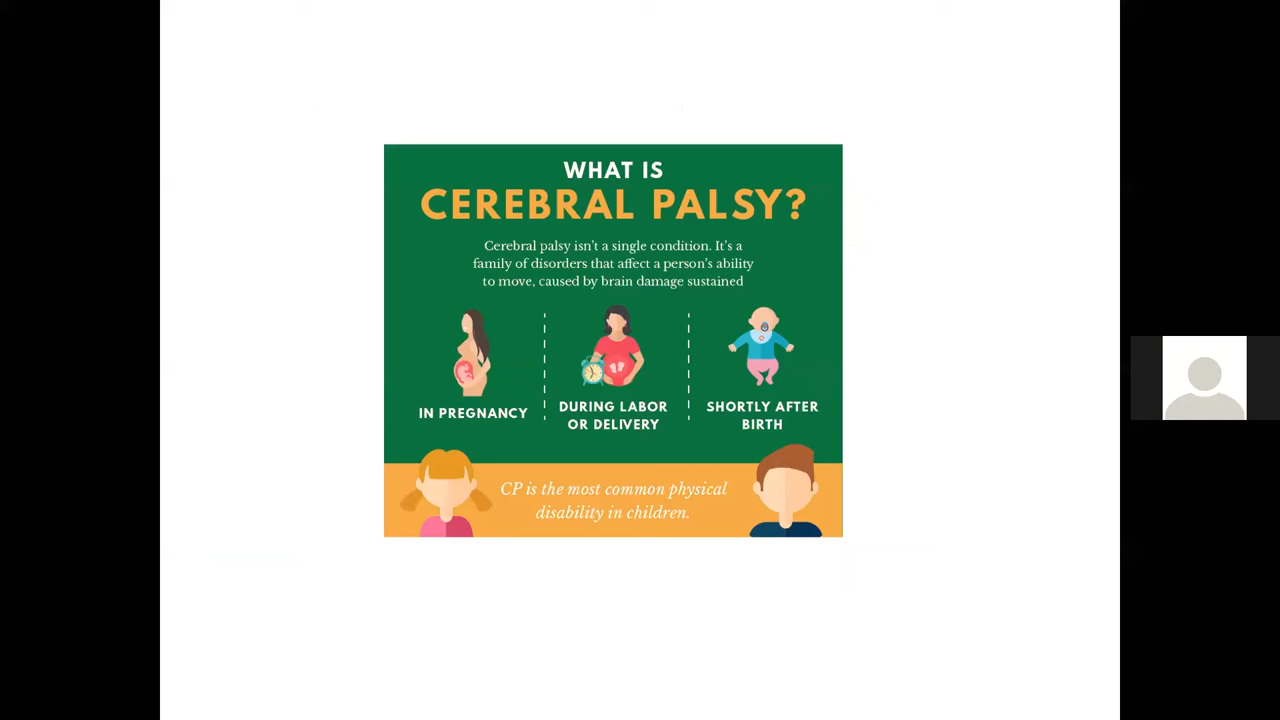 WHAT IS
CEREBRAL PALSY?
Cerebral palsy isn't a single condition. It's a
family of disorders that affect a person's ability
to move, caused by brain damage sustained
IN PREGNANCY
DURING LABOR
OR DELIVERY
SHORTLY AFTER
BIRTH
CP is the most common physical
disability in children.